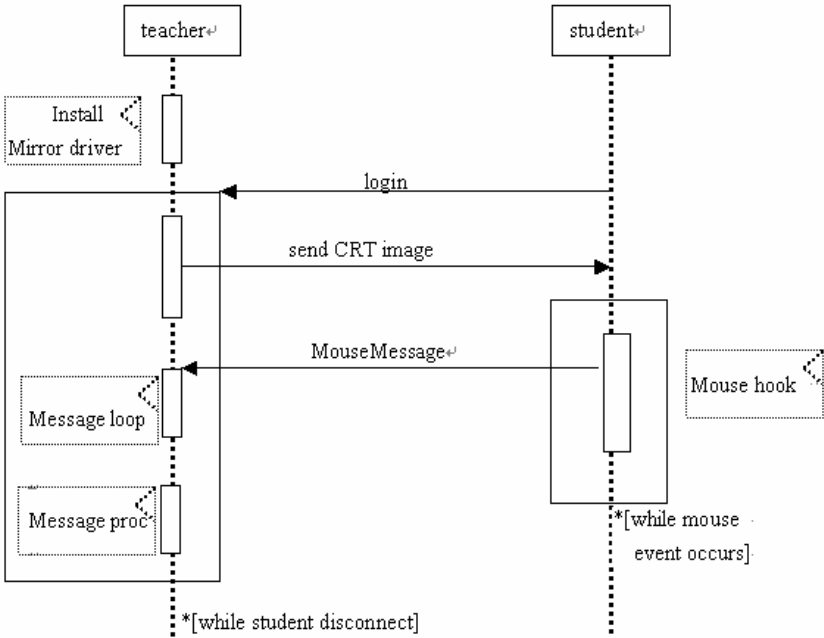 teacher
student
Install
Mirror driver
login
send CRT image
MouseMessage
Mouse hook
Message loop
Message proc
*[while mouse
event occurs]
*[while student disconnect]